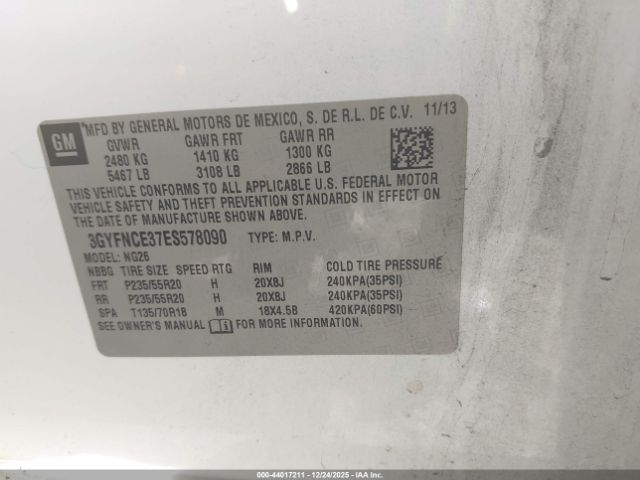 GM
MFD BY GENERAL MOTORS DE MEXICO, S. DE R.L. DE C.V. 11/13
GVWR GAWR FRT GAWR RR
2480 KG 1410 KG 1300 KG
5467 LB 3108 LB 2866 LB
THIS VEHICLE CONFORMS TO ALL APPLICABLE U.S. FEDERAL MOTOR
VEHICLE SAFETY AND THEFT PREVENTION STANDARDS IN EFFECT ON
THE DATE OF MANUFACTURE SHOWN ABOVE.
3GYFNCE37ES578090 TYPE: M.P.V.
MODEL: NG26
NBBG TIRE SIZE SPEED RTG RIM COLD TIRE PRESSURE
FRT P235/55R20 H 20X8J 240KPA(35PSI)
RR P235/55R20 H 20X8J 240KPA(35PSI)
SPA T135/70R18 M 18X4.5B 420KPA(60PSI)
SEE OWNER'S MANUAL FOR MORE INFORMATION.
000-44017211 - 12/24/2025 - IAAI.COM